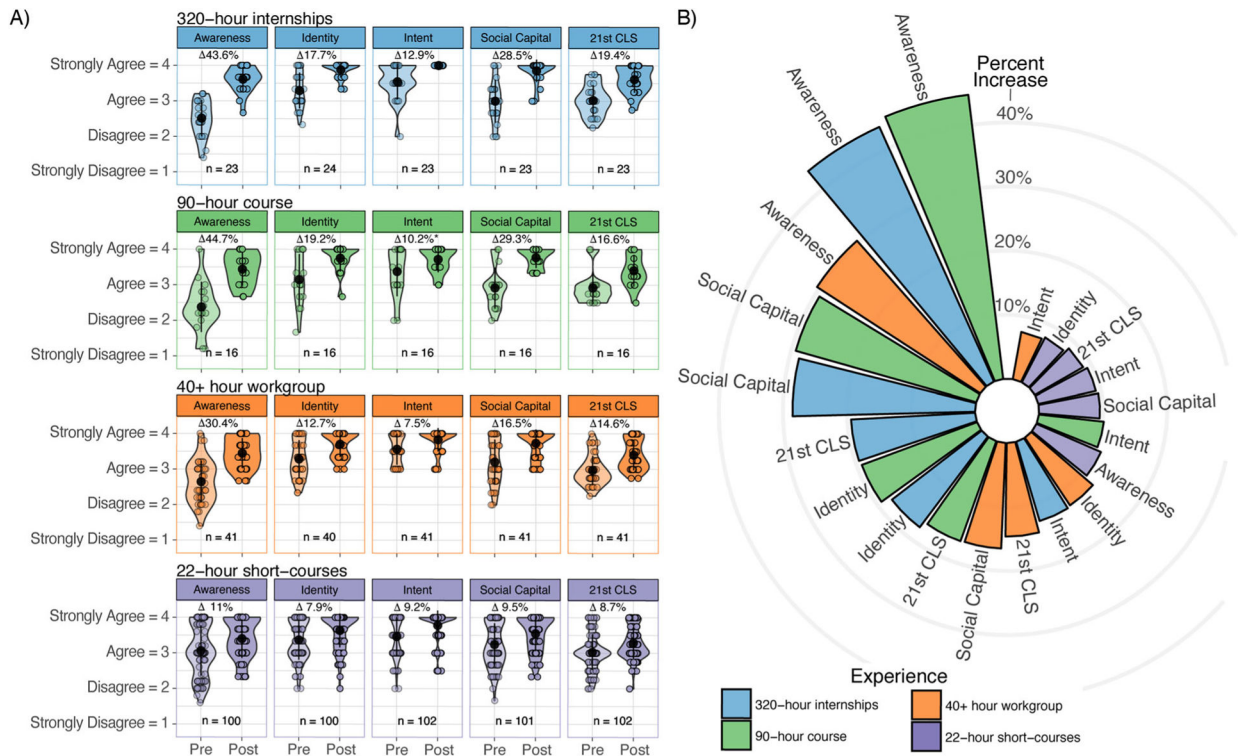 A)
320-hour internships
Awareness Identity Intent Social Capital 21st CLS
Δ43.6% Δ17.7% Δ12.9% Δ28.5% Δ19.4%
Strongly Agree = 4
Agree = 3
Disagree = 2
Strongly Disagree = 1
n = 23 n = 24 n = 23 n = 23 n = 23
90-hour course
Awareness Identity Intent Social Capital 21st CLS
Δ44.7% Δ19.2% Δ10.2%* Δ29.3% Δ16.6%
Strongly Agree = 4
Agree = 3
Disagree = 2
Strongly Disagree = 1
n = 16 n = 16 n = 16 n = 16 n = 16
40+ hour workgroup
Awareness Identity Intent Social Capital 21st CLS
Δ30.4% Δ12.7% Δ 7.5% Δ16.5% Δ14.6%
Strongly Agree = 4
Agree = 3
Disagree = 2
Strongly Disagree = 1
n = 41 n = 40 n = 41 n = 41 n = 41
22-hour short-courses
Awareness Identity Intent Social Capital 21st CLS
Δ 11% Δ 7.9% Δ 9.2% Δ 9.5% Δ 8.7%
Strongly Agree = 4
Agree = 3
Disagree = 2
Strongly Disagree = 1
n = 100 n = 100 n = 102 n = 101 n = 102
Pre Post Pre Post Pre Post Pre Post Pre Post
B)
Percent
Increase
40%
30%
20%
10%
Intent
Identity
21st CLS
Intent
Social Capital
Intent
Awareness
Identity
Intent
21st CLS
Social Capital
21st CLS
Identity
Identity
21st CLS
Social Capital
Social Capital
Awareness
Awareness
Awareness
Experience
320-hour internships
40+ hour workgroup
90-hour course
22-hour short-courses